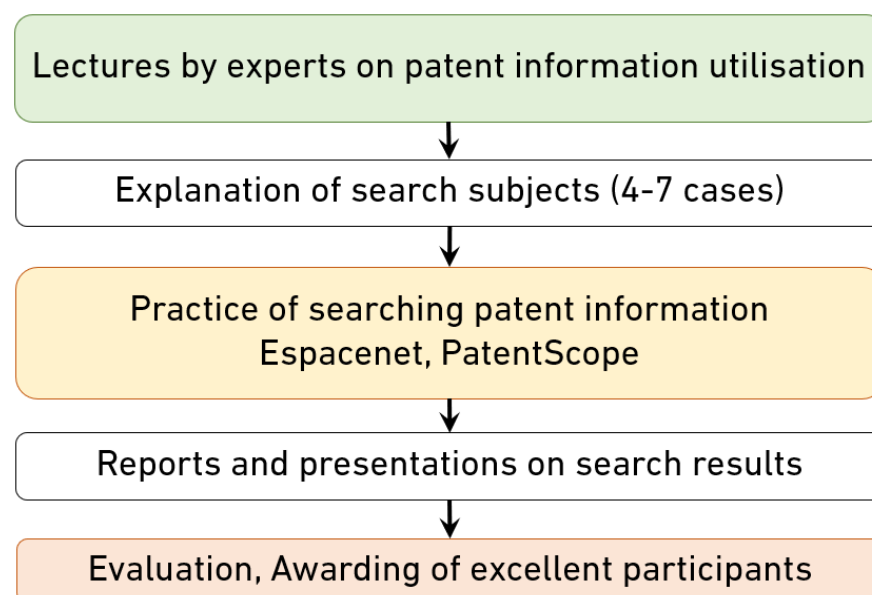 Lectures by experts on patent information utilisation
Explanation of search subjects (4-7 cases)
Practice of searching patent information
Espacenet, PatentScope
Reports and presentations on search results
Evaluation, Awarding of excellent participants